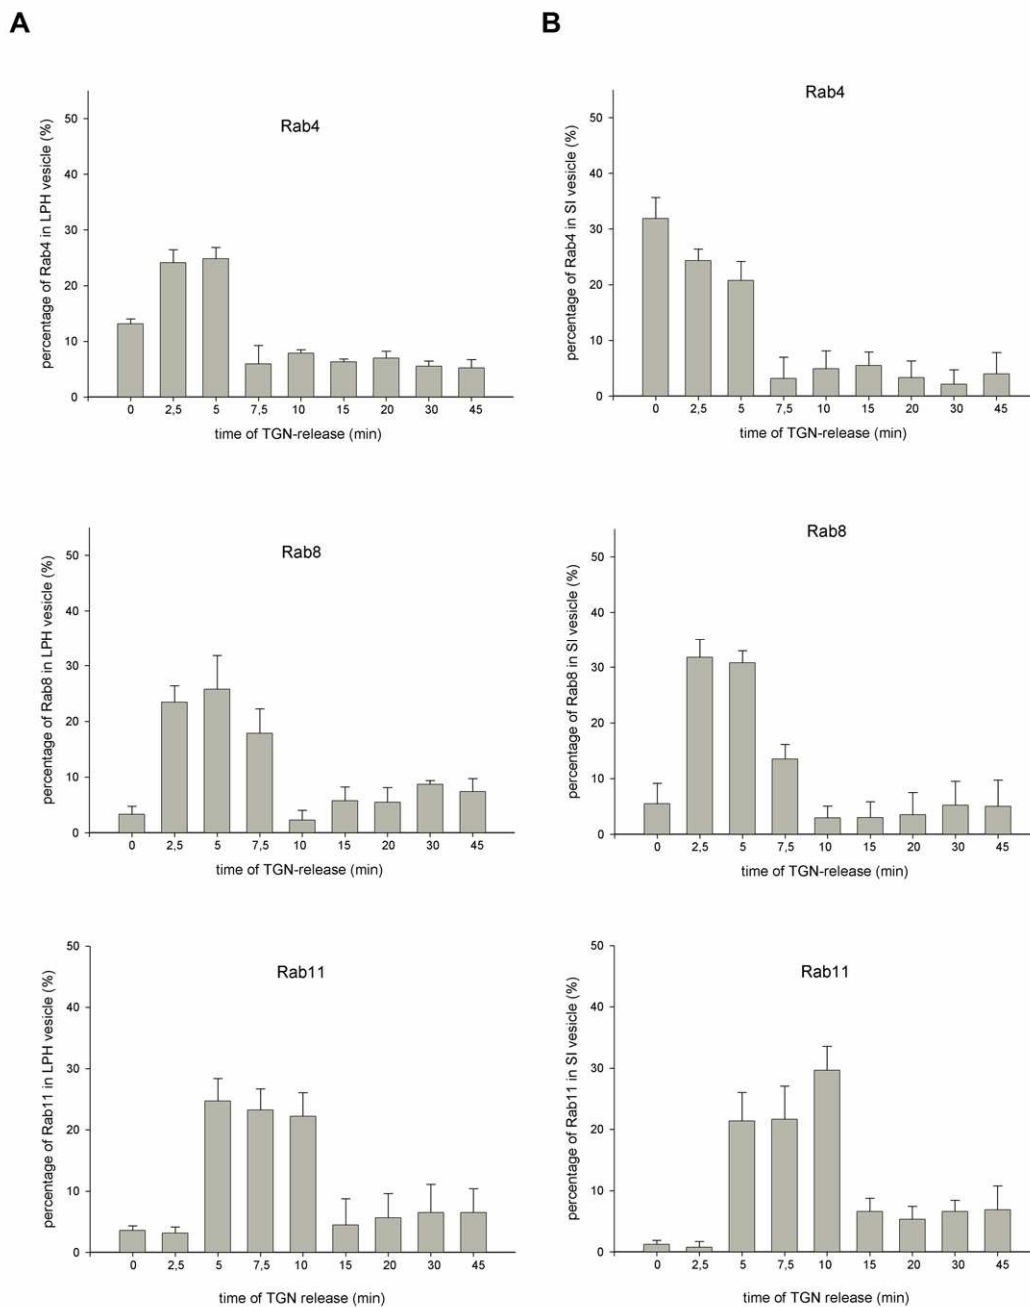 A
B
Rab4
percentage of Rab4 in LPH vesicle (%)
50
40
30
20
10
0
0 2,5 5 7,5 10 15 20 30 45
time of TGN-release (min)
Rab4
percentage of Rab4 in SI vesicle (%)
50
40
30
20
10
0
0 2,5 5 7,5 10 15 20 30 45
time of TGN-release (min)
Rab8
percentage of Rab8 in LPH vesicle (%)
50
40
30
20
10
0
0 2,5 5 7,5 10 15 20 30 45
time of TGN-release (min)
Rab8
percentage of Rab8 in SI vesicle (%)
50
40
30
20
10
0
0 2,5 5 7,5 10 15 20 30 45
time of TGN-release (min)
Rab11
percentage of Rab11 in LPH vesicle (%)
50
40
30
20
10
0
0 2,5 5 7,5 10 15 20 30 45
time of TGN release (min)
Rab11
percentage of Rab11 in SI vesicle (%)
50
40
30
20
10
0
0 2,5 5 7,5 10 15 20 30 45
time of TGN release (min)